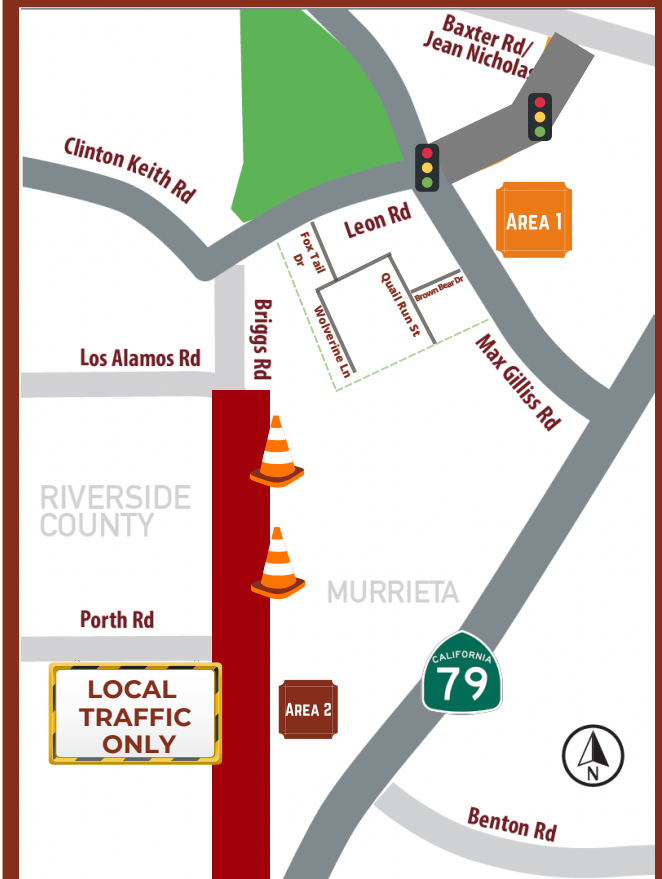 Baxter Rd/
Jean Nicholas
Clinton Keith Rd
AREA 1
Leon Rd
Fox Tail
Dr
Quail Run St
Brown Bear Dr
Wolverine Ln
Briggs Rd
Los Alamos Rd
Max Gilliss Rd
RIVERSIDE
COUNTY
MURRIETA
Porth Rd
CALIFORNIA
79
LOCAL
TRAFFIC
ONLY
AREA 2
N
Benton Rd